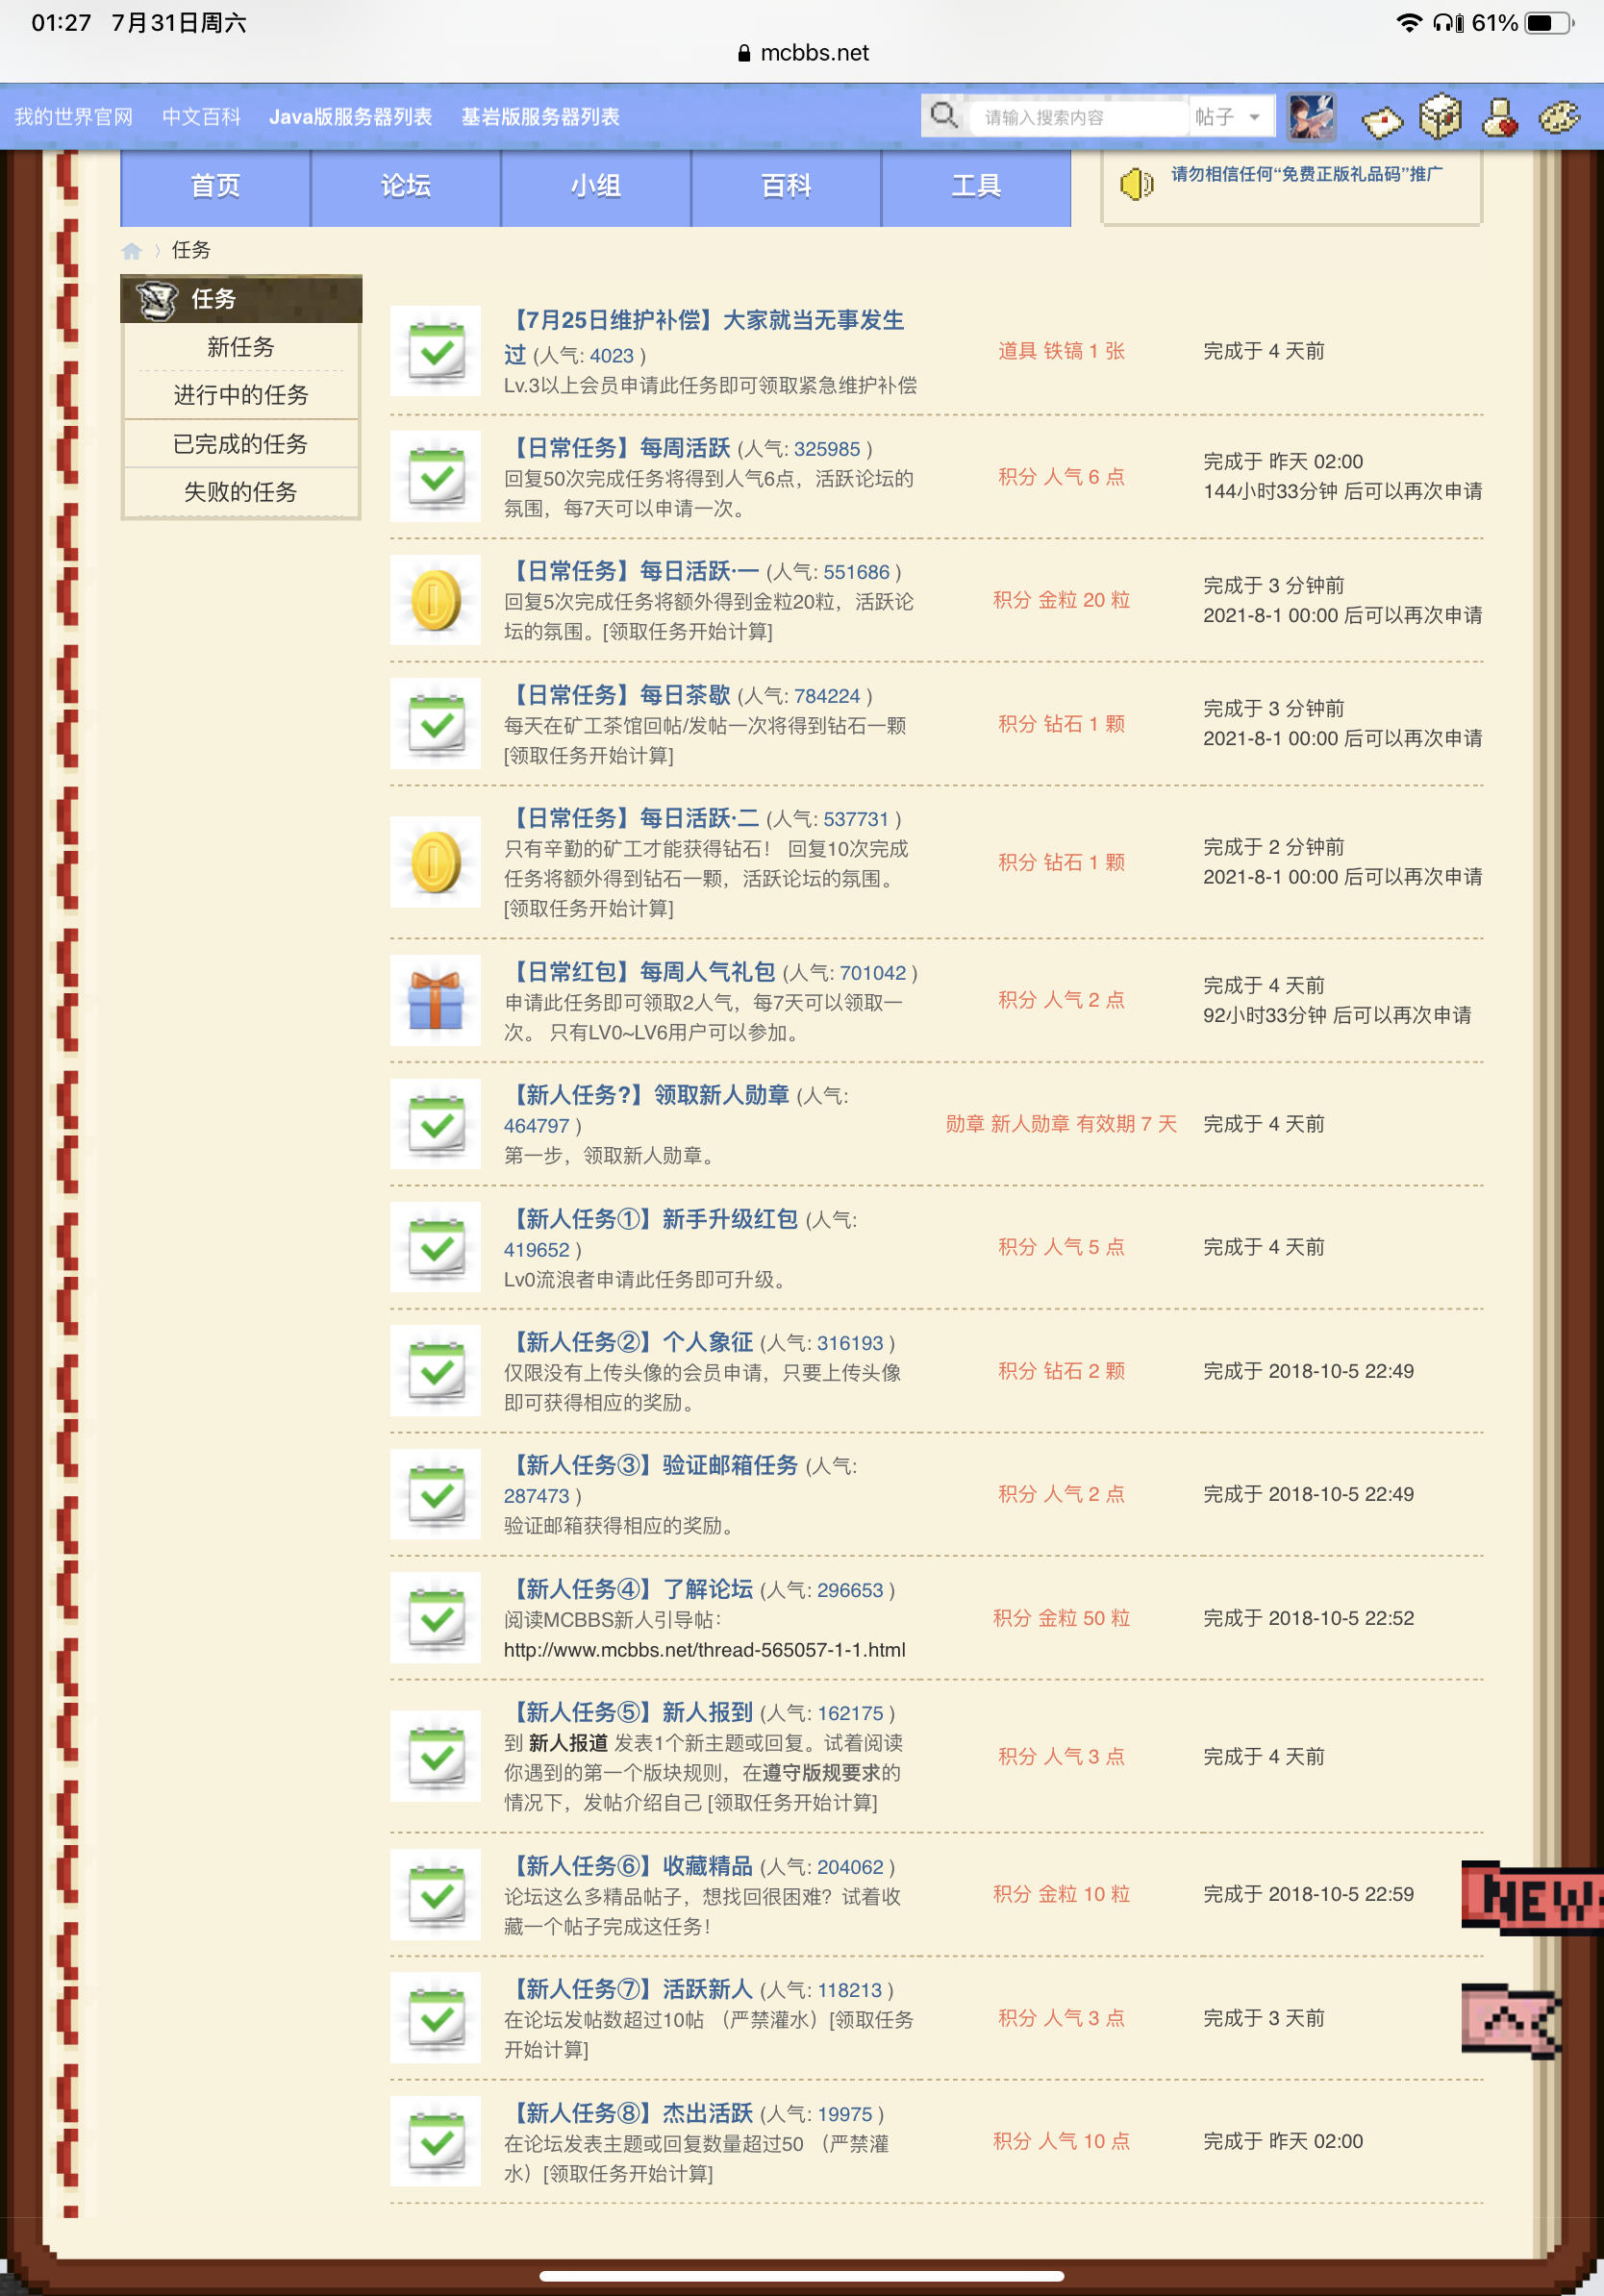 01:27 7月31日周六
61%
mcbbs.net
我的世界官网 中文百科 Java版服务器列表 基岩版服务器列表
请输入搜索内容 帖子
首页 论坛 小组 百科 工具
请勿相信任何“免费正版礼品码”推广
任务
任务
新任务
进行中的任务
已完成的任务
失败的任务
【7月25日维护补偿】大家就当无事发生
过 (人气: 4023 )
Lv.3以上会员申请此任务即可领取紧急维护补偿
道具 铁镐 1 张
完成于 4 天前
【日常任务】每周活跃 (人气: 325985 )
回复50次完成任务将得到人气6点，活跃论坛的
氛围，每7天可以申请一次。
积分 人气 6 点
完成于 昨天 02:00
144小时33分钟 后可以再次申请
【日常任务】每日活跃·一 (人气: 551686 )
回复5次完成任务将额外得到金粒20粒，活跃论
坛的氛围。[领取任务开始计算]
积分 金粒 20 粒
完成于 3 分钟前
2021-8-1 00:00 后可以再次申请
【日常任务】每日茶歇 (人气: 784224 )
每天在矿工茶馆回帖/发帖一次将得到钻石一颗
[领取任务开始计算]
积分 钻石 1 颗
完成于 3 分钟前
2021-8-1 00:00 后可以再次申请
【日常任务】每日活跃·二 (人气: 537731 )
只有辛勤的矿工才能获得钻石！ 回复10次完成
任务将额外得到钻石一颗，活跃论坛的氛围。
[领取任务开始计算]
积分 钻石 1 颗
完成于 2 分钟前
2021-8-1 00:00 后可以再次申请
【日常红包】每周人气礼包 (人气: 701042 )
申请此任务即可领取2人气，每7天可以领取一
次。 只有LV0~LV6用户可以参加。
积分 人气 2 点
完成于 4 天前
92小时33分钟 后可以再次申请
【新人任务?】领取新人勋章 (人气:
464797 )
第一步，领取新人勋章。
勋章 新人勋章 有效期 7 天
完成于 4 天前
【新人任务①】新手升级红包 (人气:
419652 )
Lv0流浪者申请此任务即可升级。
积分 人气 5 点
完成于 4 天前
【新人任务②】个人象征 (人气: 316193 )
仅限没有上传头像的会员申请，只要上传头像
即可获得相应的奖励。
积分 钻石 2 颗
完成于 2018-10-5 22:49
【新人任务③】验证邮箱任务 (人气:
287473 )
验证邮箱获得相应的奖励。
积分 人气 2 点
完成于 2018-10-5 22:49
【新人任务④】了解论坛 (人气: 296653 )
阅读MCBBS新人引导帖：
http://www.mcbbs.net/thread-565057-1-1.html
积分 金粒 50 粒
完成于 2018-10-5 22:52
【新人任务⑤】新人报到 (人气: 162175 )
到 新人报道 发表1个新主题或回复。试着阅读
你遇到的第一个版块规则，在遵守版规要求的
情况下，发帖介绍自己 [领取任务开始计算]
积分 人气 3 点
完成于 4 天前
【新人任务⑥】收藏精品 (人气: 204062 )
论坛这么多精品帖子，想找回很困难？试着收
藏一个帖子完成这任务！
积分 金粒 10 粒
完成于 2018-10-5 22:59
NEW
【新人任务⑦】活跃新人 (人气: 118213 )
在论坛发帖数超过10帖 （严禁灌水）[领取任务
开始计算]
积分 人气 3 点
完成于 3 天前
【新人任务⑧】杰出活跃 (人气: 19975 )
在论坛发表主题或回复数量超过50 （严禁灌
水）[领取任务开始计算]
积分 人气 10 点
完成于 昨天 02:00